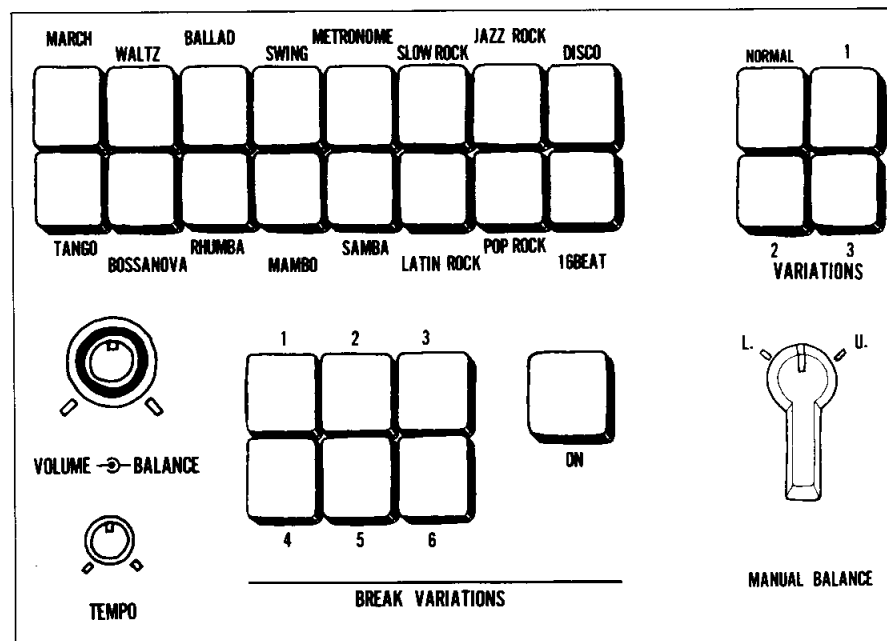 MARCH WALTZ BALLAD SWING METRONOME SLOW ROCK JAZZ ROCK DISCO
NORMAL 1
TANGO BOSSANOVA RHUMBA MAMBO SAMBA LATIN ROCK POP ROCK 16BEAT
2 3
VARIATIONS
1 2 3
4 5 6
ON
BREAK VARIATIONS
VOLUME BALANCE
TEMPO
L. U.
MANUAL BALANCE